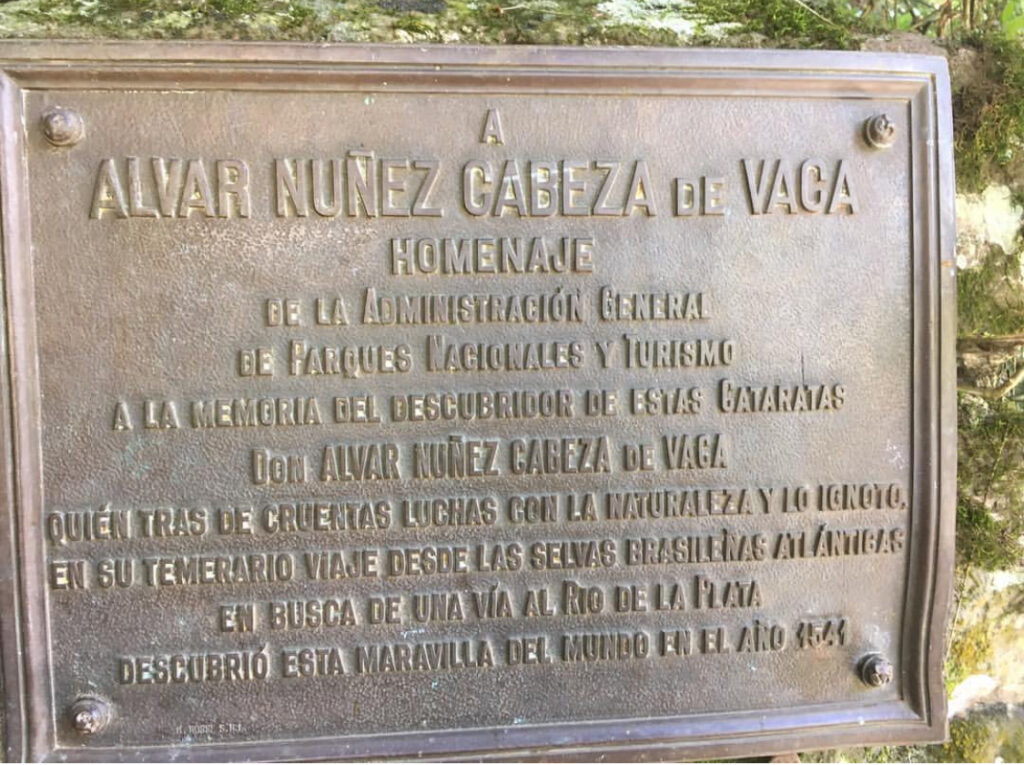 A
ALVAR NUÑEZ CABEZA DE VACA
HOMENAJE
DE LA ADMINISTRACIÓN GENERAL
DE PARQUES NACIONALES Y TURISMO
A LA MEMORIA DEL DESCUBRIDOR DE ESTAS CATARATAS
DON ALVAR NUÑEZ CABEZA DE VACA
QUIÉN TRAS DE CRUENTAS LUCHAS CON LA NATURALEZA Y LO IGNOTO,
EN SU TEMERARIO VIAJE DESDE LAS SELVAS BRASILEÑAS ATLÁNTICAS
EN BUSCA DE UNA VÍA AL RIO DE LA PLATA
DESCUBRIÓ ESTA MARAVILLA DEL MUNDO EN EL AÑO 1541